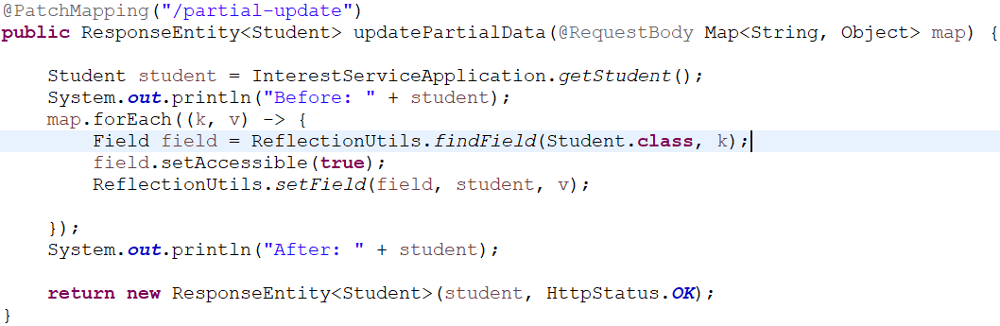 @PatchMapping("/partial-update")
public ResponseEntity<Student> updatePartialData(@RequestBody Map<String, Object> map) {
Student student = InterestServiceApplication.getStudent();
System.out.println("Before: " + student);
map.forEach((k, v) -> {
Field field = ReflectionUtils.findField(Student.class, k);
field.setAccessible(true);
ReflectionUtils.setField(field, student, v);
});
System.out.println("After: " + student);
return new ResponseEntity<Student>(student, HttpStatus.OK);
}